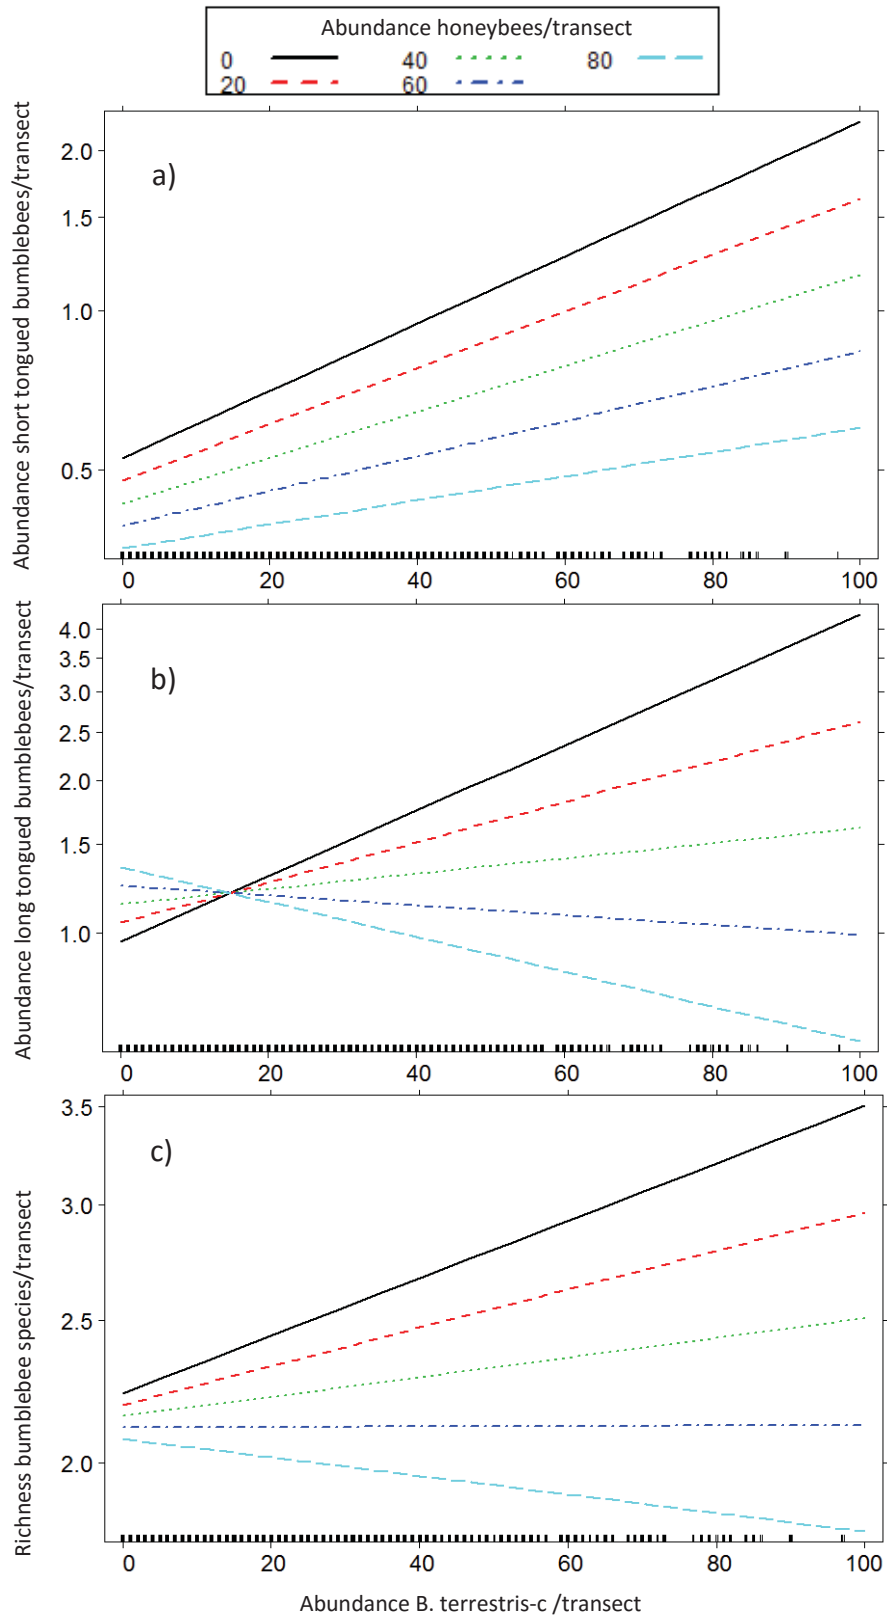 Abundance honeybees/transect
0 40 80
20 60
Abundance short tongued bumblebees/transect
a)
2.0
1.5
1.0
0.5
0 20 40 60 80 100
Abundance long tongued bumblebees/transect
b)
4.0
3.5
3.0
2.5
2.0
1.5
1.0
0 20 40 60 80 100
Richness bumblebee species/transect
c)
3.5
3.0
2.5
2.0
0 20 40 60 80 100
Abundance B. terrestris-c /transect